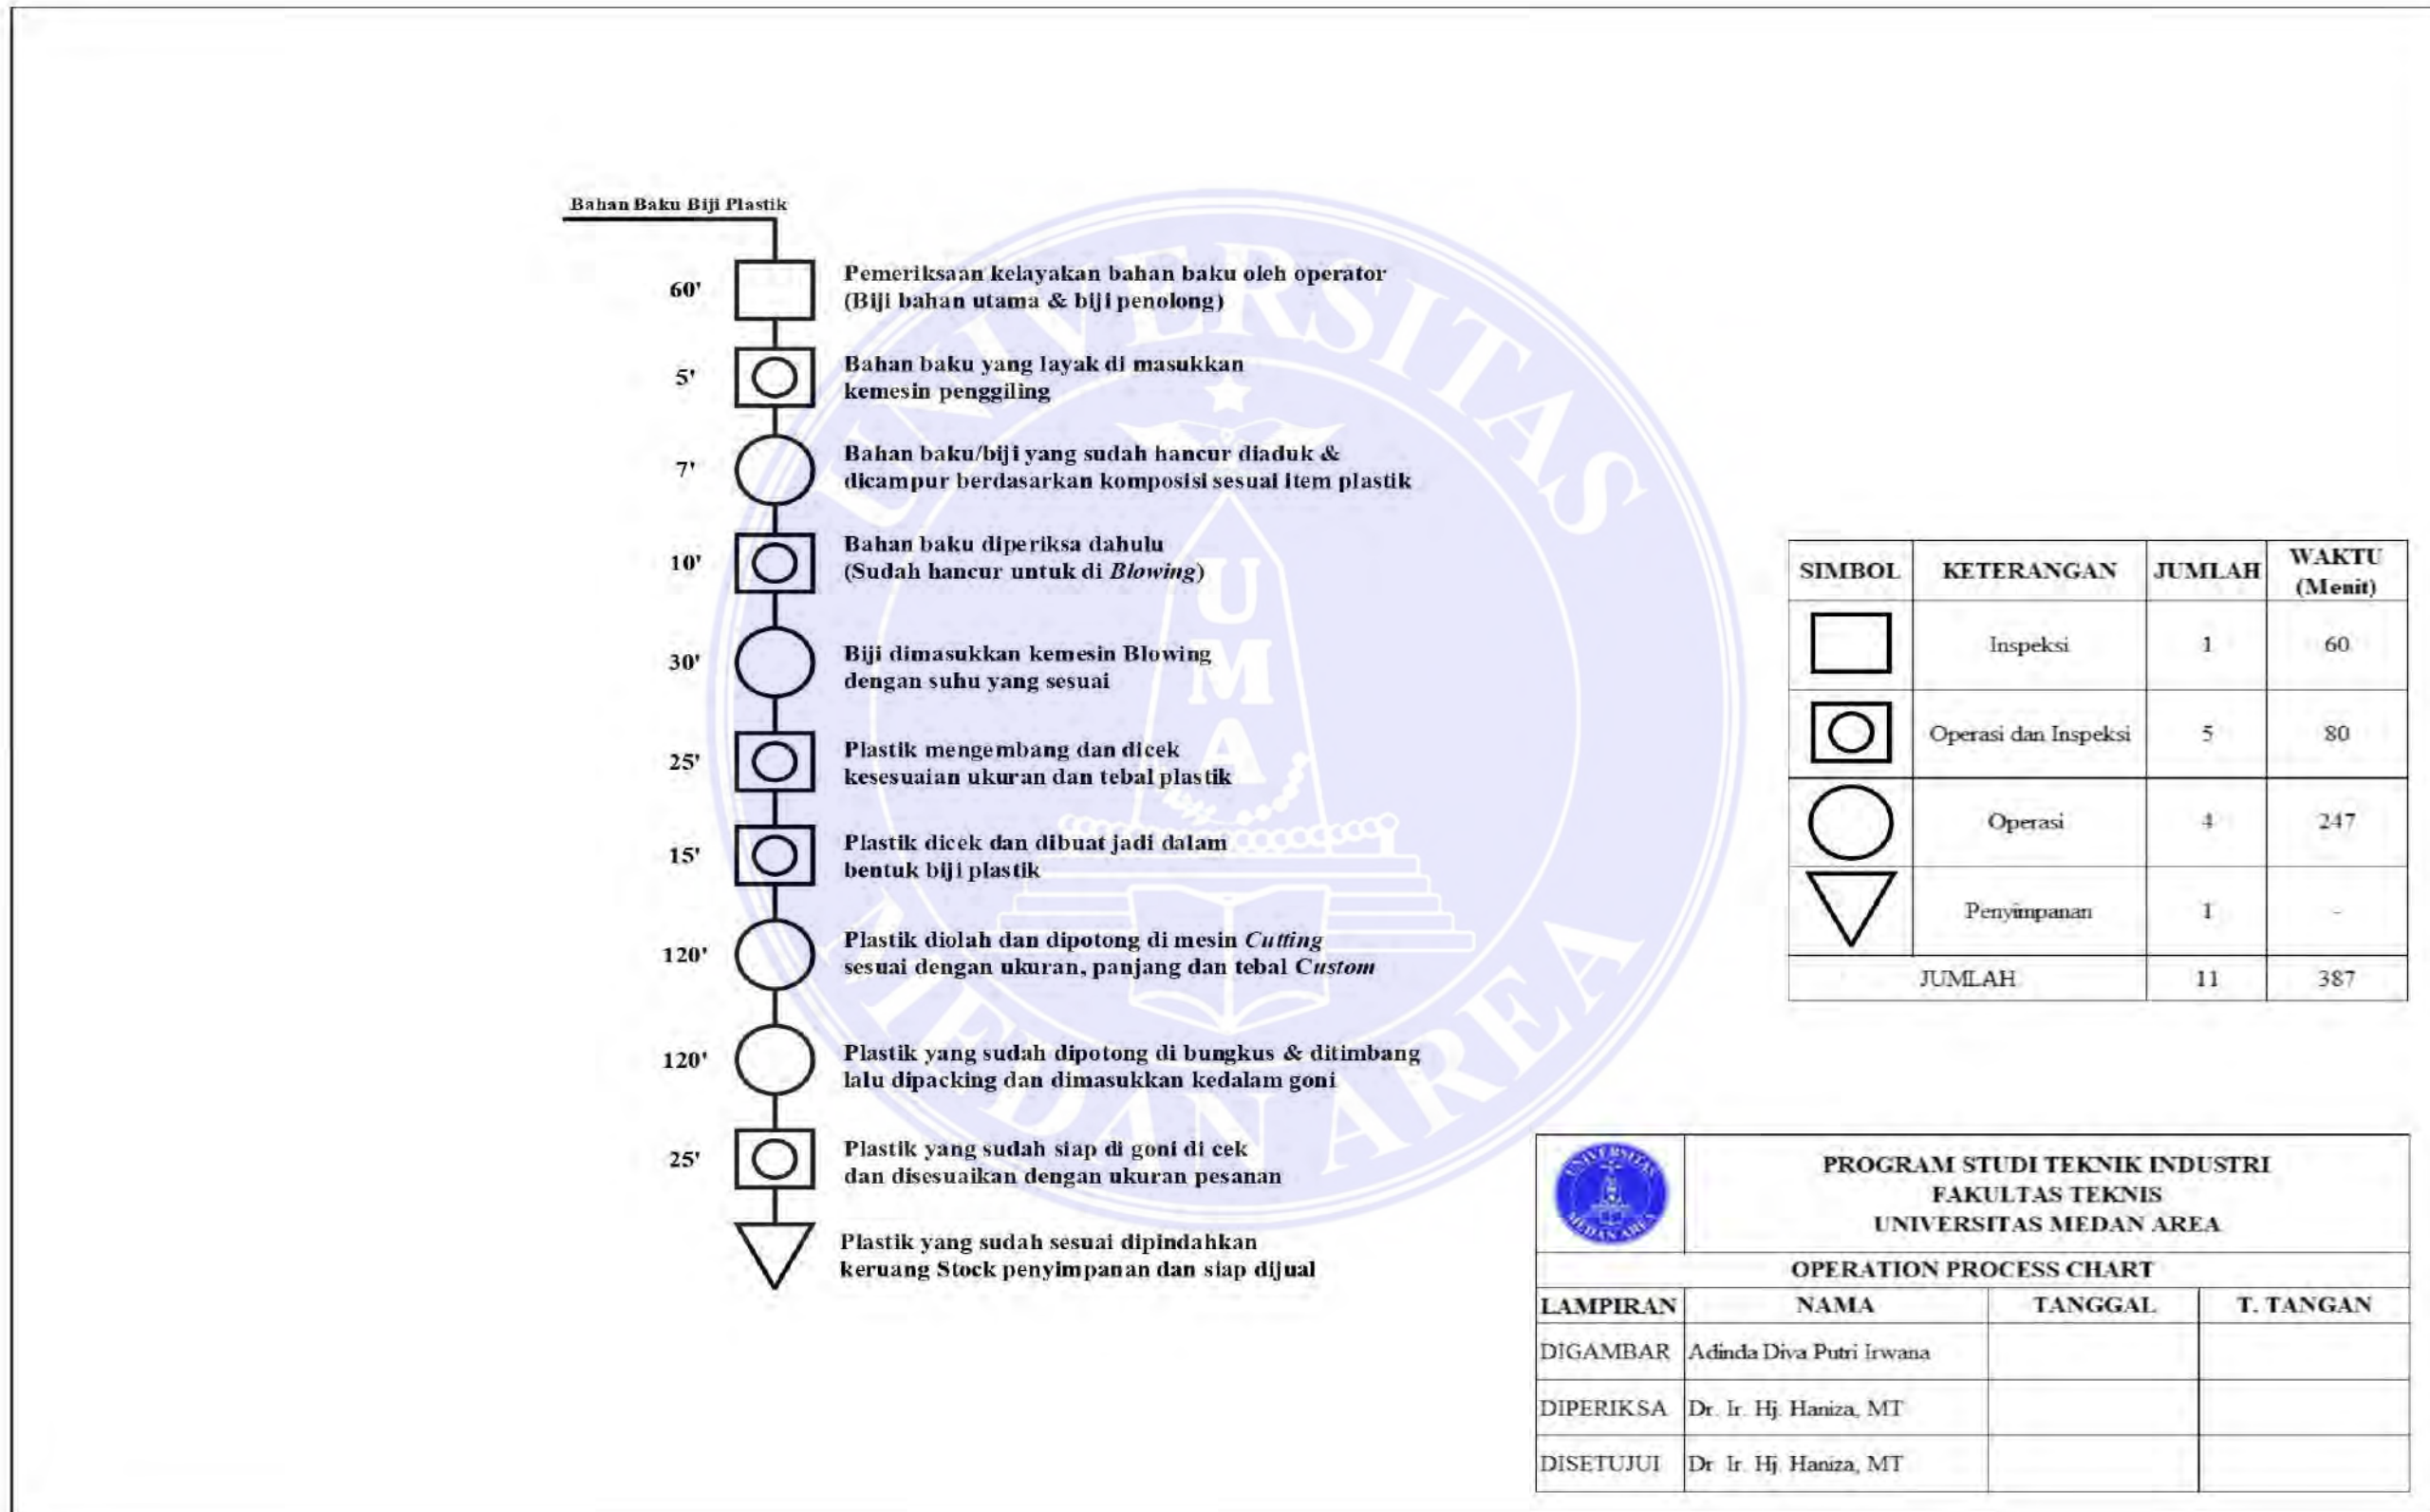 Bahan Baku Biji Plastik
60'
Pemeriksaan kelayakan bahan baku oleh operator
(Biji bahan utama & biji penolong)
5'
Bahan baku yang layak di masukkan
kemesin penggiling
7'
Bahan baku/biji yang sudah hancur diaduk &
dicampur berdasarkan komposisi sesuai item plastik
10'
Bahan baku diperiksa dahulu
(Sudah hancur untuk di Blowing)
30'
Biji dimasukkan kemesin Blowing
dengan suhu yang sesuai
25'
Plastik mengembang dan dicek
kesesuaian ukuran dan tebal plastik
15'
Plastik dicek dan dibuat jadi dalam
bentuk biji plastik
120'
Plastik diolah dan dipotong di mesin Cutting
sesuai dengan ukuran, panjang dan tebal Custom
120'
Plastik yang sudah dipotong di bungkus & ditimbang
lalu dipacking dan dimasukkan kedalam goni
25'
Plastik yang sudah siap di goni di cek
dan disesuaikan dengan ukuran pesanan
Plastik yang sudah sesuai dipindahkan
keruang Stock penyimpanan dan siap dijual
UNIVERSITAS
MEDAN AREA
UMA
SIMBOL KETERANGAN JUMLAH WAKTU (Menit)
Inspeksi 1 60
Operasi dan Inspeksi 5 80
Operasi 4 247
Penyimpanan 1 -
JUMLAH 11 387
UNIVERSITAS
MEDAN AREA
PROGRAM STUDI TEKNIK INDUSTRI
FAKULTAS TEKNIS
UNIVERSITAS MEDAN AREA
OPERATION PROCESS CHART
LAMPIRAN NAMA TANGGAL T. TANGAN
DIGAMBAR Adinda Diva Putri Irwana
DIPERIKSA Dr. Ir. Hj. Haniza, MT
DISETUJUI Dr Ir. Hj. Haniza, MT